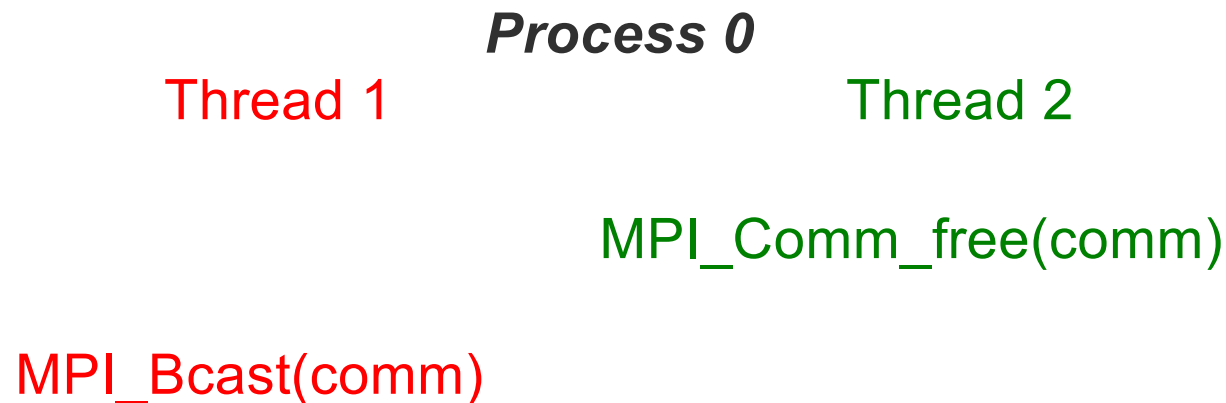 Process 0
Thread 1 Thread 2
MPI_Comm_free(comm)
MPI_Bcast(comm)